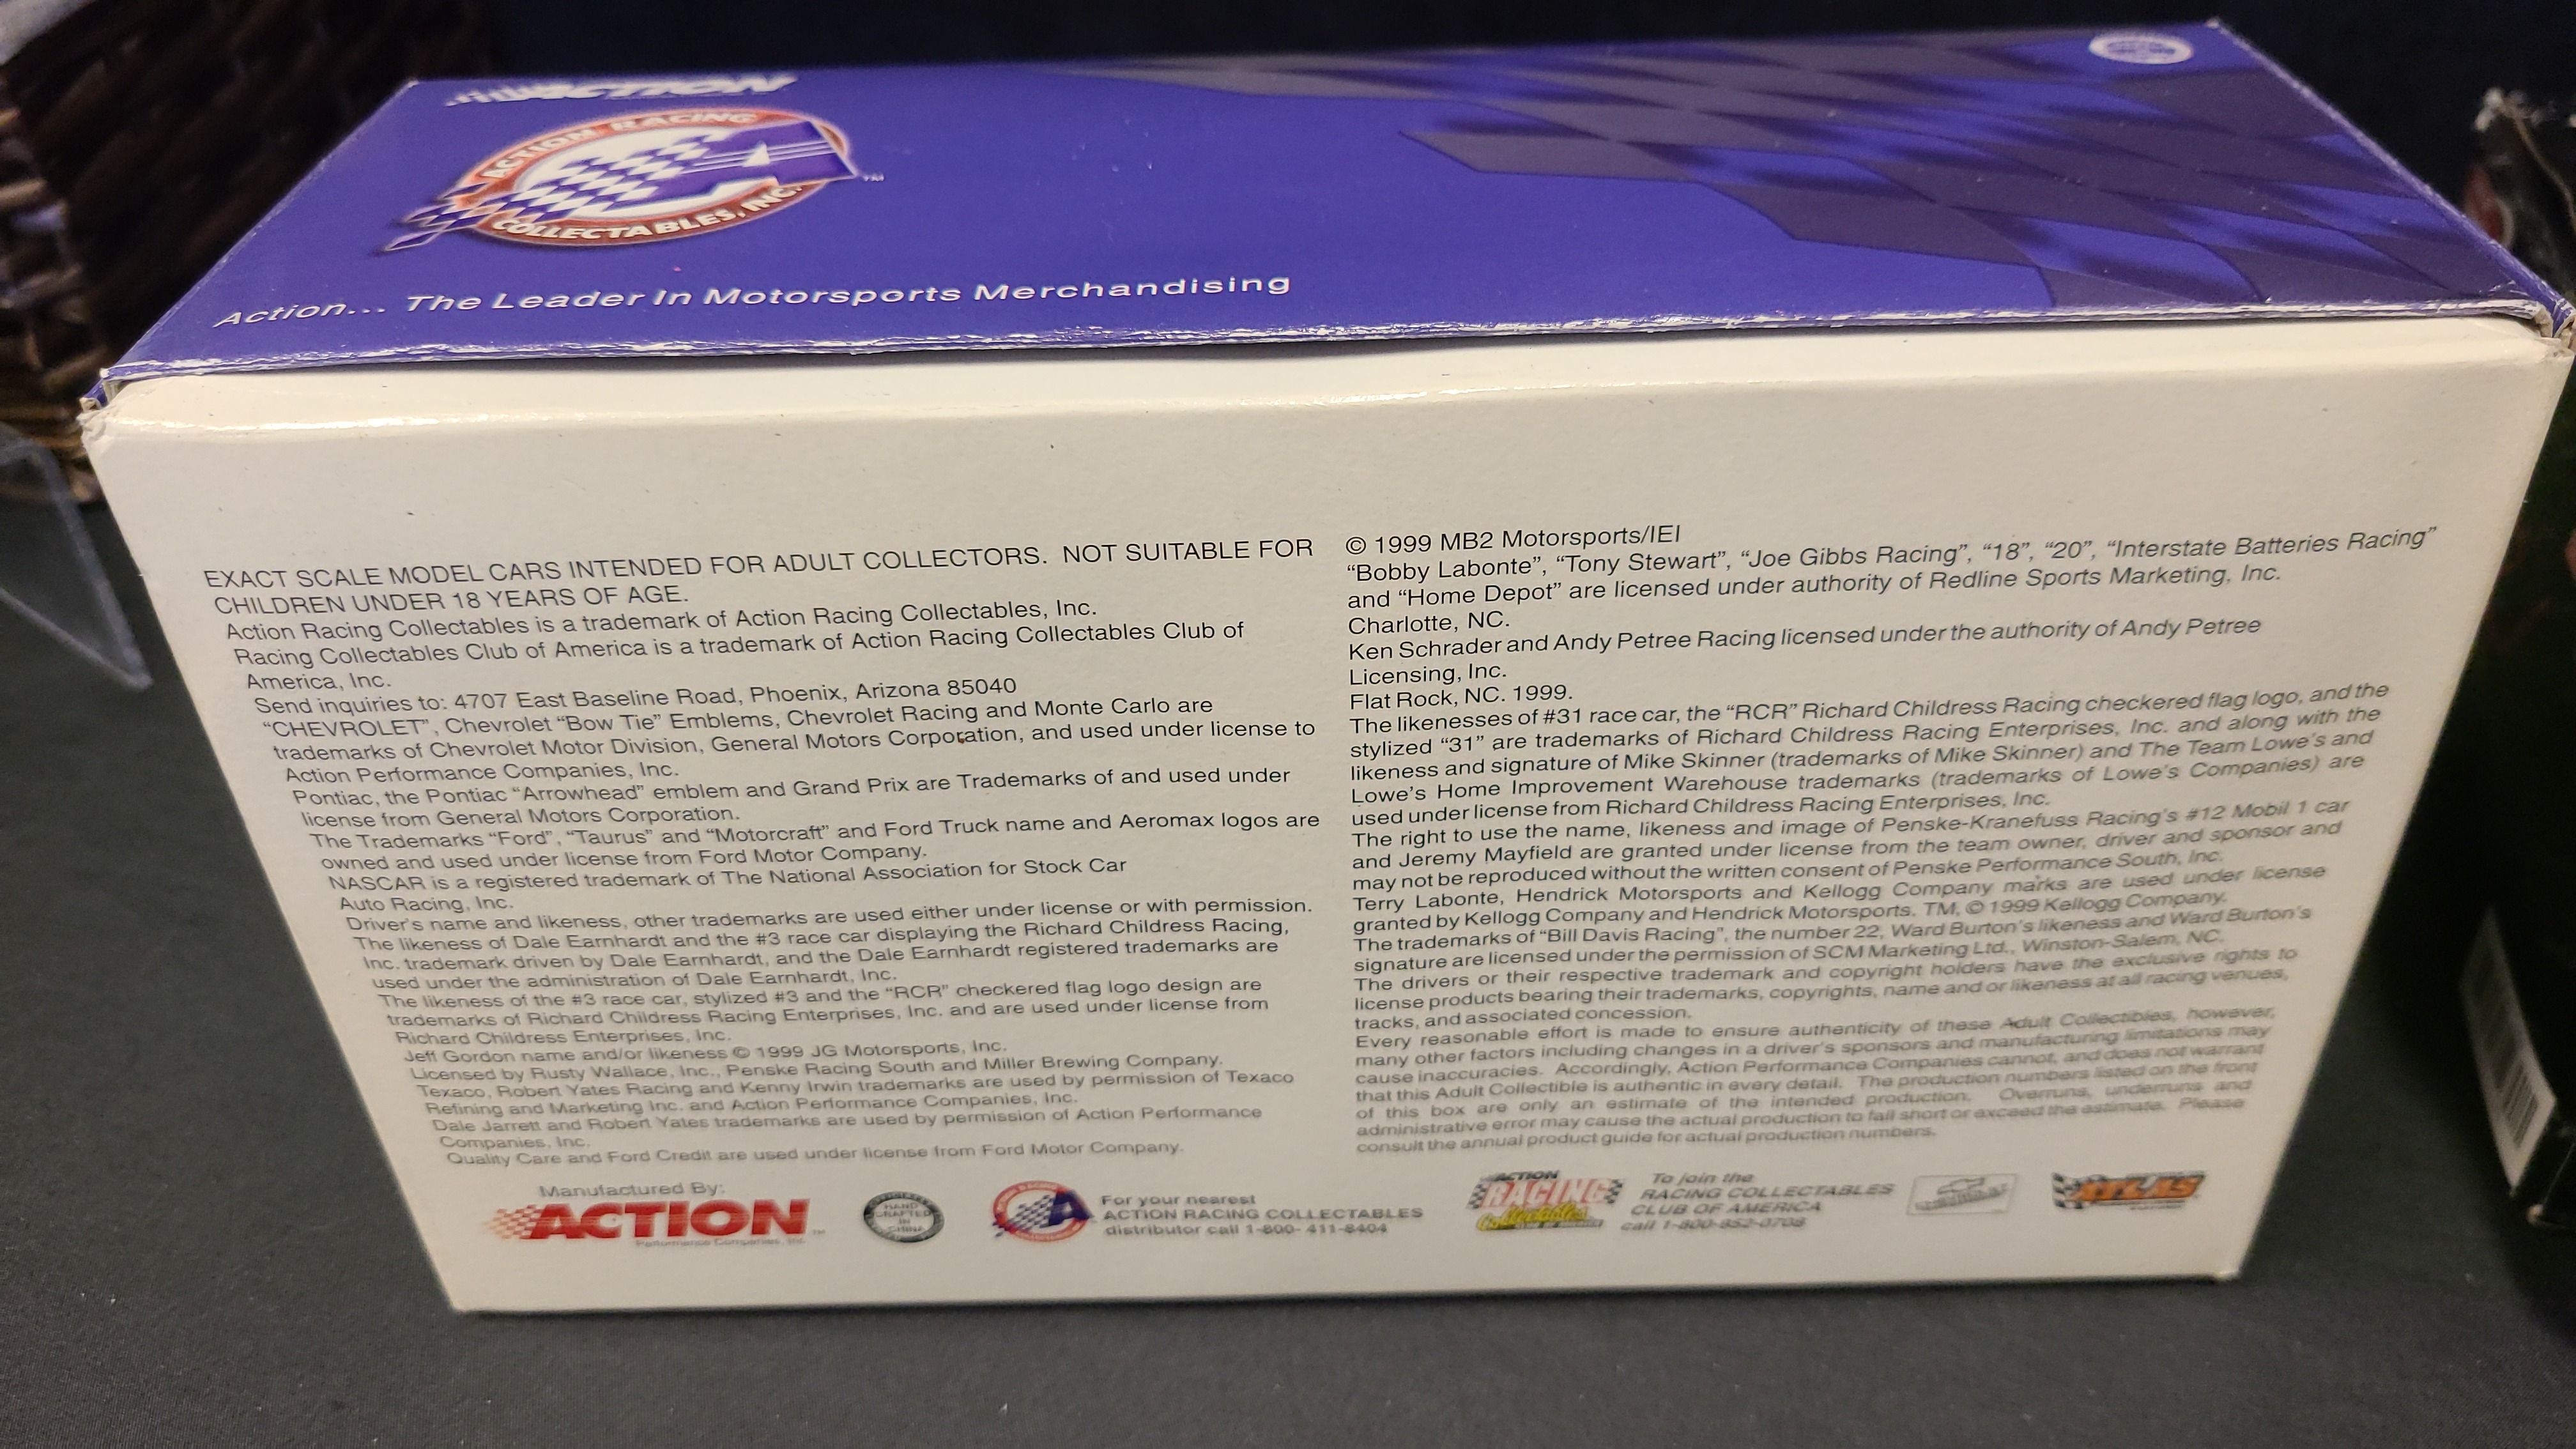 ACTION
ACTION RACING
COLLECTABLES, INC.
TM
Action... The Leader In Motorsports Merchandising
EXACT SCALE MODEL CARS INTENDED FOR ADULT COLLECTORS. NOT SUITABLE FOR
CHILDREN UNDER 18 YEARS OF AGE.
Action Racing Collectables is a trademark of Action Racing Collectables, Inc.
Racing Collectables Club of America is a trademark of Action Racing Collectables Club of
America, Inc.
Send inquiries to: 4707 East Baseline Road, Phoenix, Arizona 85040
“CHEVROLET”, Chevrolet “Bow Tie” Emblems, Chevrolet Racing and Monte Carlo are
trademarks of Chevrolet Motor Division, General Motors Corporation, and used under license to
Action Performance Companies, Inc.
Pontiac, the Pontiac “Arrowhead” emblem and Grand Prix are Trademarks of and used under
license from General Motors Corporation.
The Trademarks “Ford”, “Taurus” and “Motorcraft” and Ford Truck name and Aeromax logos are
owned and used under license from Ford Motor Company.
NASCAR is a registered trademark of The National Association for Stock Car
Auto Racing, Inc.
Driver's name and likeness, other trademarks are used either under license or with permission.
The likeness of Dale Earnhardt and the #3 race car displaying the Richard Childress Racing,
Inc. trademark driven by Dale Earnhardt, and the Dale Earnhardt registered trademarks are
used under the administration of Dale Earnhardt, Inc.
The likeness of the #3 race car, stylized #3 and the “RCR” checkered flag logo design are
trademarks of Richard Childress Racing Enterprises, Inc. and are used under license from
Richard Childress Enterprises, Inc.
Jeff Gordon name and/or likeness © 1999 JG Motorsports, Inc.
Licensed by Rusty Wallace, Inc., Penske Racing South and Miller Brewing Company.
Texaco, Robert Yates Racing and Kenny Irwin trademarks are used by permission of Texaco
Refining and Marketing Inc. and Action Performance Companies, Inc.
Dale Jarrett and Robert Yates trademarks are used by permission of Action Performance
Companies, Inc.
Quality Care and Ford Credit are used under license from Ford Motor Company.
© 1999 MB2 Motorsports/IEI
“Bobby Labonte”, “Tony Stewart”, “Joe Gibbs Racing”, “18”, “20”, “Interstate Batteries Racing”
and “Home Depot” are licensed under authority of Redline Sports Marketing, Inc.
Charlotte, NC.
Ken Schrader and Andy Petree Racing licensed under the authority of Andy Petree
Licensing, Inc.
Flat Rock, NC. 1999.
The likenesses of #31 race car, the “RCR” Richard Childress Racing checkered flag logo, and the
stylized “31” are trademarks of Richard Childress Racing Enterprises, Inc. and along with the
likeness and signature of Mike Skinner (trademarks of Mike Skinner) and The Team Lowe's and
Lowe's Home Improvement Warehouse trademarks (trademarks of Lowe's Companies) are
used under license from Richard Childress Racing Enterprises, Inc.
The right to use the name, likeness and image of Penske-Kranefuss Racing's #12 Mobil 1 car
and Jeremy Mayfield are granted under license from the team owner, driver and sponsor and
may not be reproduced without the written consent of Penske Performance South, Inc.
Terry Labonte, Hendrick Motorsports and Kellogg Company marks are used under license
granted by Kellogg Company and Hendrick Motorsports. TM, © 1999 Kellogg Company.
The trademarks of “Bill Davis Racing”, the number 22, Ward Burton's likeness and Ward Burton's
signature are licensed under the permission of SCM Marketing Ltd., Winston-Salem, NC.
The drivers or their respective trademark and copyright holders have the exclusive rights to
license products bearing their trademarks, copyrights, name and or likeness at all racing venues,
tracks, and associated concession.
Every reasonable effort is made to ensure authenticity of these Adult Collectibles, however,
many other factors including changes in a driver's sponsors and manufacturing limitations may
cause inaccuracies. Accordingly, Action Performance Companies cannot, and does not warrant
that this Adult Collectible is authentic in every detail. The production numbers listed on the front
of this box are only an estimate of the intended production. Overruns, underruns and
administrative error may cause the actual production to fall short or exceed the estimate. Please
consult the annual product guide for actual production numbers.
Manufactured By:
ACTION
Performance Companies, Inc.
HAND
CRAFTED
IN
CHINA
For your nearest
ACTION RACING COLLECTABLES
distributor call 1-800- 411-8404
ACTION
RACING
Collectables
To join the
RACING COLLECTABLES
CLUB OF AMERICA
call 1-800-952-0708
ATLAS